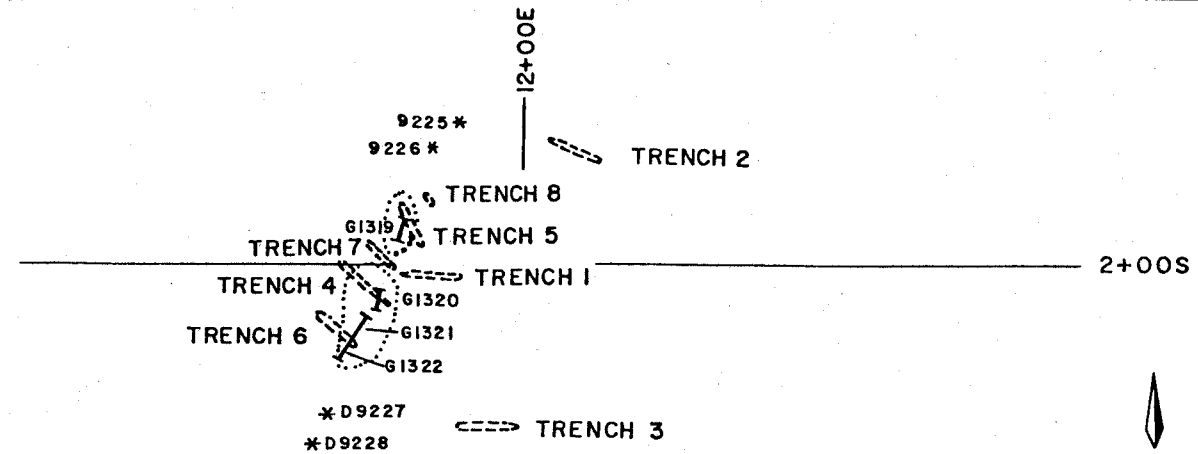 12+00E
9225 *
9226 *
TRENCH 2
TRENCH 8
G1319
TRENCH 5
TRENCH 7
TRENCH 1
2+00S
TRENCH 4
G1320
G1321
TRENCH 6
G1322
* D9227
TRENCH 3
* D9228